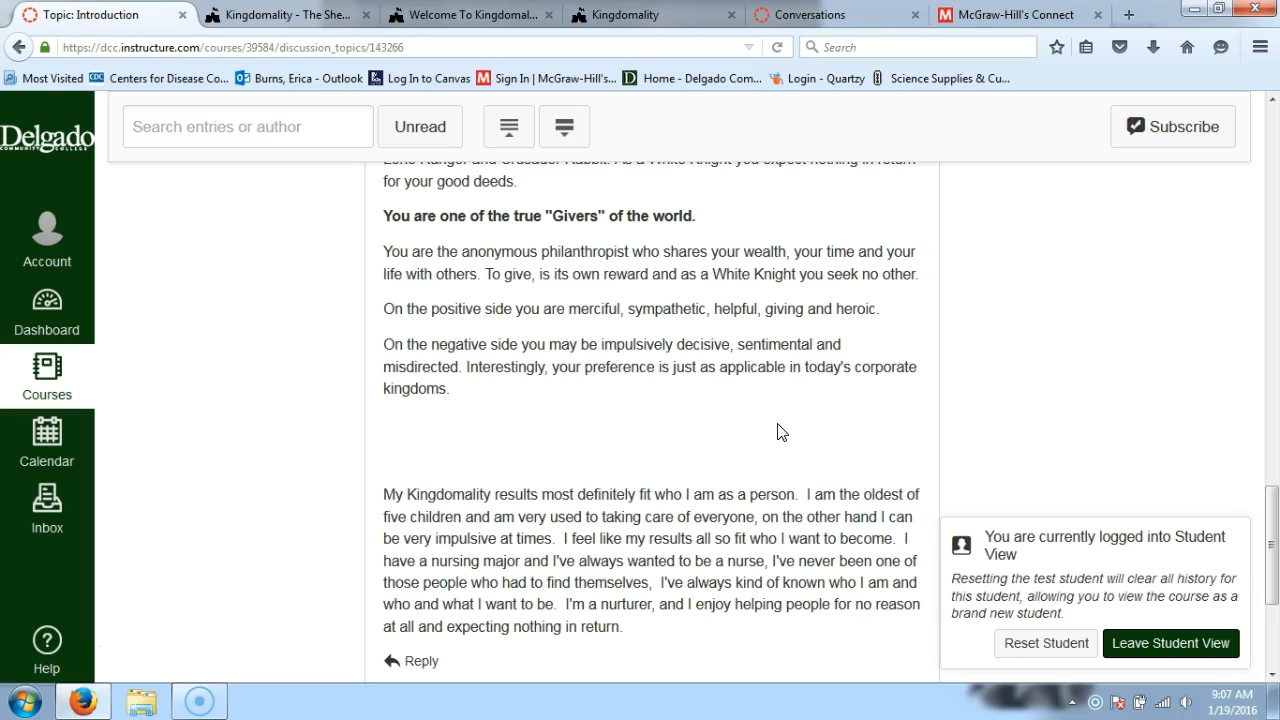 Topic: Introduction
Kingdomality - The She...
Welcome To Kingdomal...
Kingdomality
Conversations
McGraw-Hill's Connect
https://dcc.instructure.com/courses/39584/discussion_topics/143266
Search
Most Visited
Centers for Disease Co...
Burns, Erica - Outlook
Log In to Canvas
Sign In | McGraw-Hill's...
Home - Delgado Com...
Login - Quartzy
Science Supplies & Cu...
Delgado
COMMUNITY COLLEGE
Account
Dashboard
Courses
Calendar
Inbox
Help
Search entries or author
Unread
Subscribe
Lone Ranger and Crusader Rabbit. As a White Knight you expect nothing in return
for your good deeds.
You are one of the true "Givers" of the world.
You are the anonymous philanthropist who shares your wealth, your time and your
life with others. To give, is its own reward and as a White Knight you seek no other.
On the positive side you are merciful, sympathetic, helpful, giving and heroic.
On the negative side you may be impulsively decisive, sentimental and
misdirected. Interestingly, your preference is just as applicable in today's corporate
kingdoms.
My Kingdomality results most definitely fit who I am as a person.  I am the oldest of
five children and am very used to taking care of everyone, on the other hand I can
be very impulsive at times.  I feel like my results all so fit who I want to become.  I
have a nursing major and I've always wanted to be a nurse, I've never been one of
those people who had to find themselves,  I've always kind of known who I am and
who and what I want to be.  I'm a nurturer, and I enjoy helping people for no reason
at all and expecting nothing in return.
Reply
You are currently logged into Student
View
Resetting the test student will clear all history for
this student, allowing you to view the course as a
brand new student.
Reset Student
Leave Student View
9:07 AM
1/19/2016